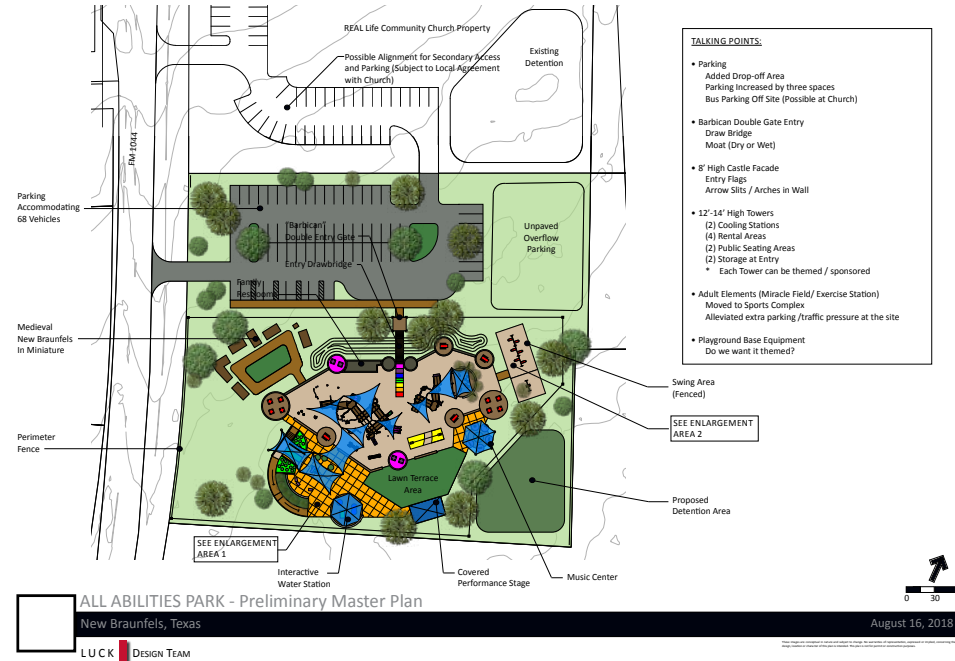 REAL Life Community Church Property
Possible Alignment for Secondary Access
and Parking (Subject to Local Agreement
with Church)
Existing
Detention
FM 1044
TALKING POINTS:
• Parking
Added Drop-off Area
Parking Increased by three spaces
Bus Parking Off Site (Possible at Church)
• Barbican Double Gate Entry
Draw Bridge
Moat (Dry or Wet)
• 8' High Castle Facade
Entry Flags
Arrow Slits / Arches in Wall
• 12'-14' High Towers
(2) Cooling Stations
(4) Rental Areas
(2) Public Seating Areas
(2) Storage at Entry
* Each Tower can be themed / sponsored
• Adult Elements (Miracle Field/ Exercise Station)
Moved to Sports Complex
Alleviated extra parking /traffic pressure at the site
• Playground Base Equipment
Do we want it themed?
Parking
Accommodating
68 Vehicles
"Barbican"
Double Entry Gate
Entry Drawbridge
Family
Restroom
Unpaved
Overflow
Parking
Medieval
New Braunfels
In Miniature
Swing Area
(Fenced)
SEE ENLARGEMENT
AREA 2
Perimeter
Fence
Lawn Terrace
Area
Proposed
Detention Area
SEE ENLARGEMENT
AREA 1
Interactive
Water Station
Covered
Performance Stage
Music Center
0 30
ALL ABILITIES PARK - Preliminary Master Plan
New Braunfels, Texas
August 16, 2018
LUCK DESIGN TEAM